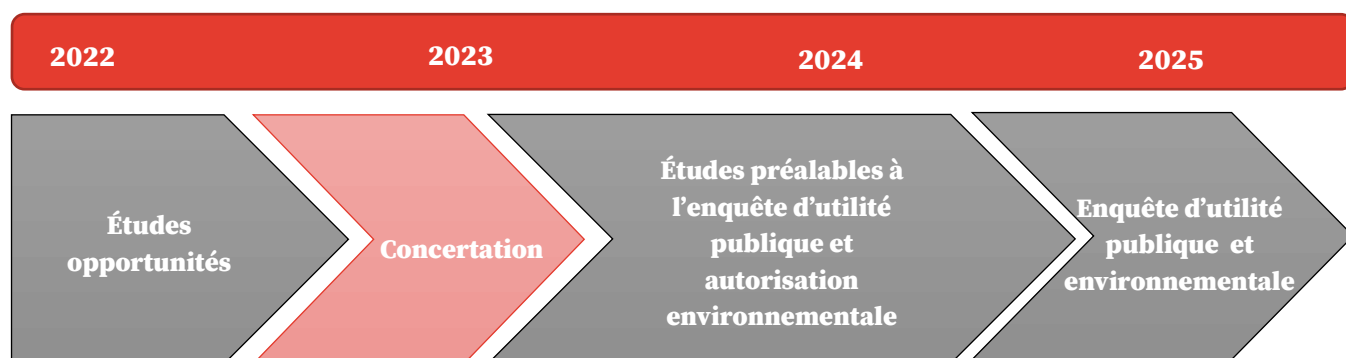 2022 2023 2024 2025
Études
opportunités
Concertation
Études préalables à
l’enquête d’utilité
publique et
autorisation
environnementale
Enquête d’utilité
publique et
environnementale